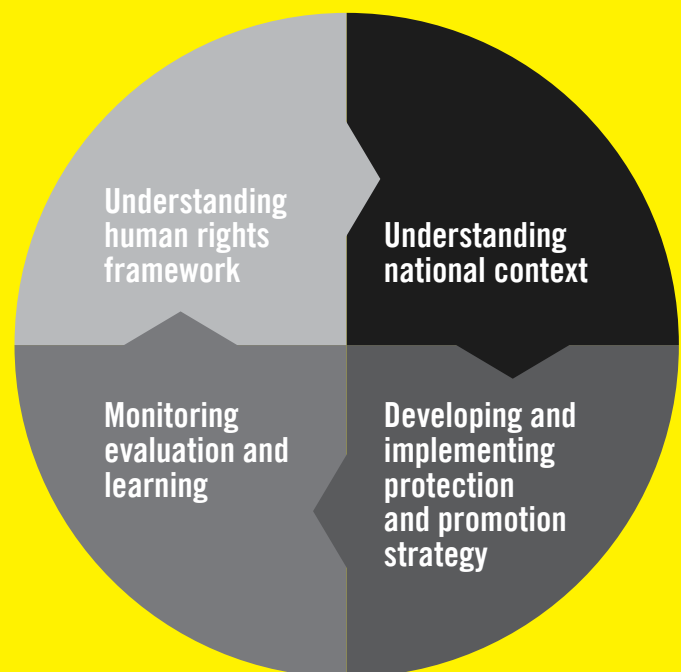 Understanding
human rights
framework
Understanding
national context
Monitoring
evaluation and
learning
Developing and
implementing
protection
and promotion
strategy